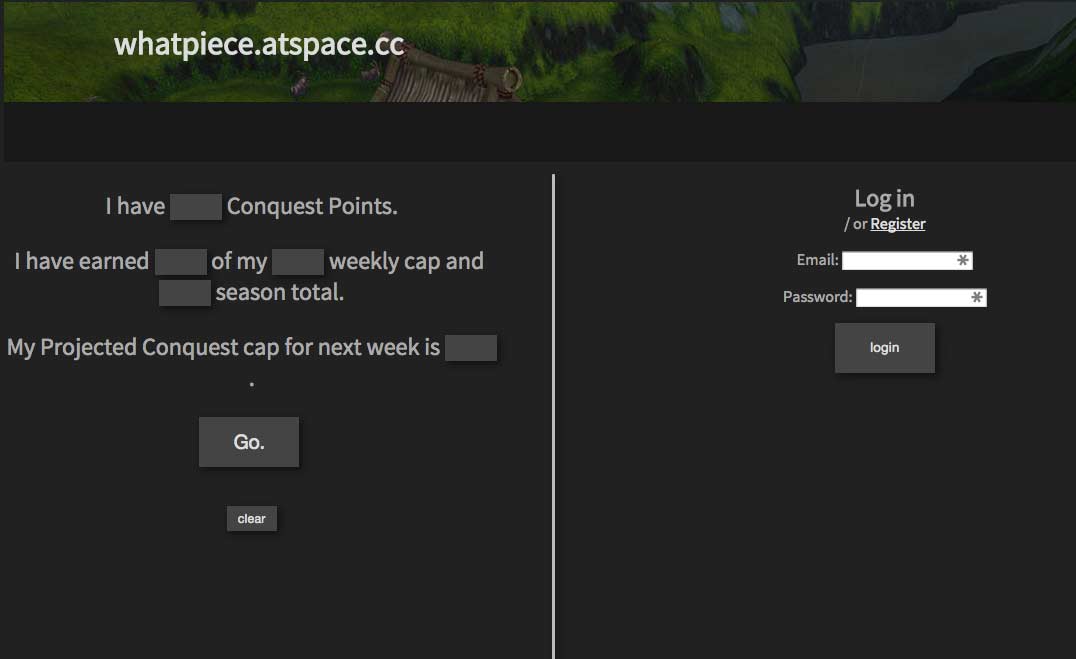 whatpiece.atspace.cc
I have Conquest Points.
I have earned of my weekly cap and
season total.
My Projected Conquest cap for next week is
.
Go.
clear
Log in
/ or Register
Email: *
Password: *
login